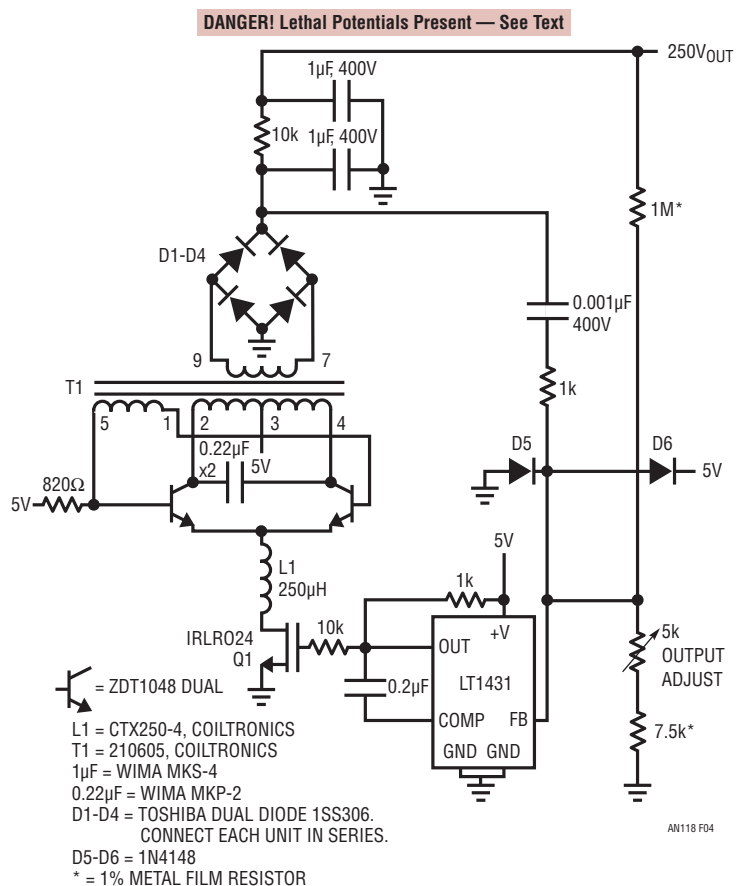 DANGER! Lethal Potentials Present — See Text
250VOUT
1µF, 400V
10k
1µF, 400V
1M*
D1-D4
0.001µF
400V
9
7
T1
1k
5
1
2
3
4
0.22µF
x2
5V
D5
D6
5V
820Ω
5V
5V
L1
250µH
1k
IRLR024
Q1
10k
+V
OUT
LT1431
5k
OUTPUT
ADJUST
0.2µF
COMP
FB
7.5k*
GND GND
= ZDT1048 DUAL
L1 = CTX250-4, COILTRONICS
T1 = 210605, COILTRONICS
1µF = WIMA MKS-4
0.22µF = WIMA MKP-2
D1-D4 = TOSHIBA DUAL DIODE 1SS306.
CONNECT EACH UNIT IN SERIES.
D5-D6 = 1N4148
* = 1% METAL FILM RESISTOR
AN118 F04